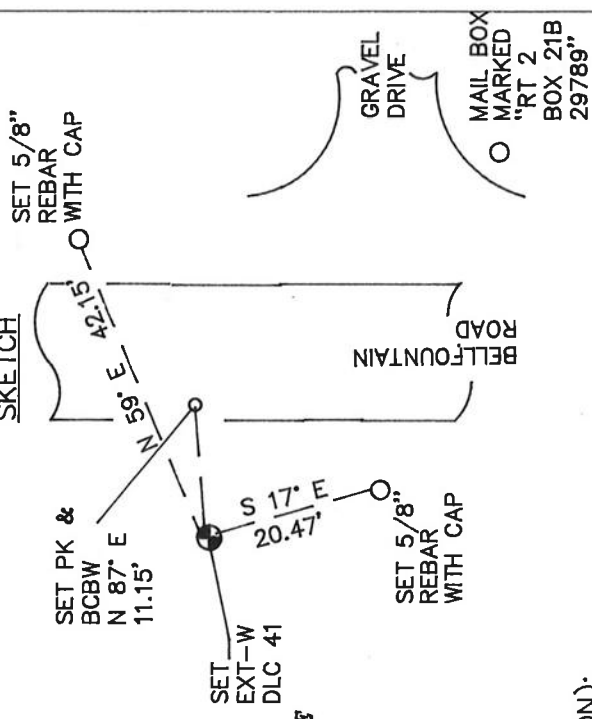 SKETCH
SET 5/8"
REBAR
WITH CAP
SET PK &
BCBW
N 87° E
11.15'
N 59° E 42.15'
GRAVEL
DRIVE
MAIL BOX
MARKED
"RT 2
BOX 21B
29789"
BELLFOUNTAIN
ROAD
SET
EXT-W
DLC 41
S 17° E
20.47'
SET 5/8"
REBAR
WITH CAP
ON):